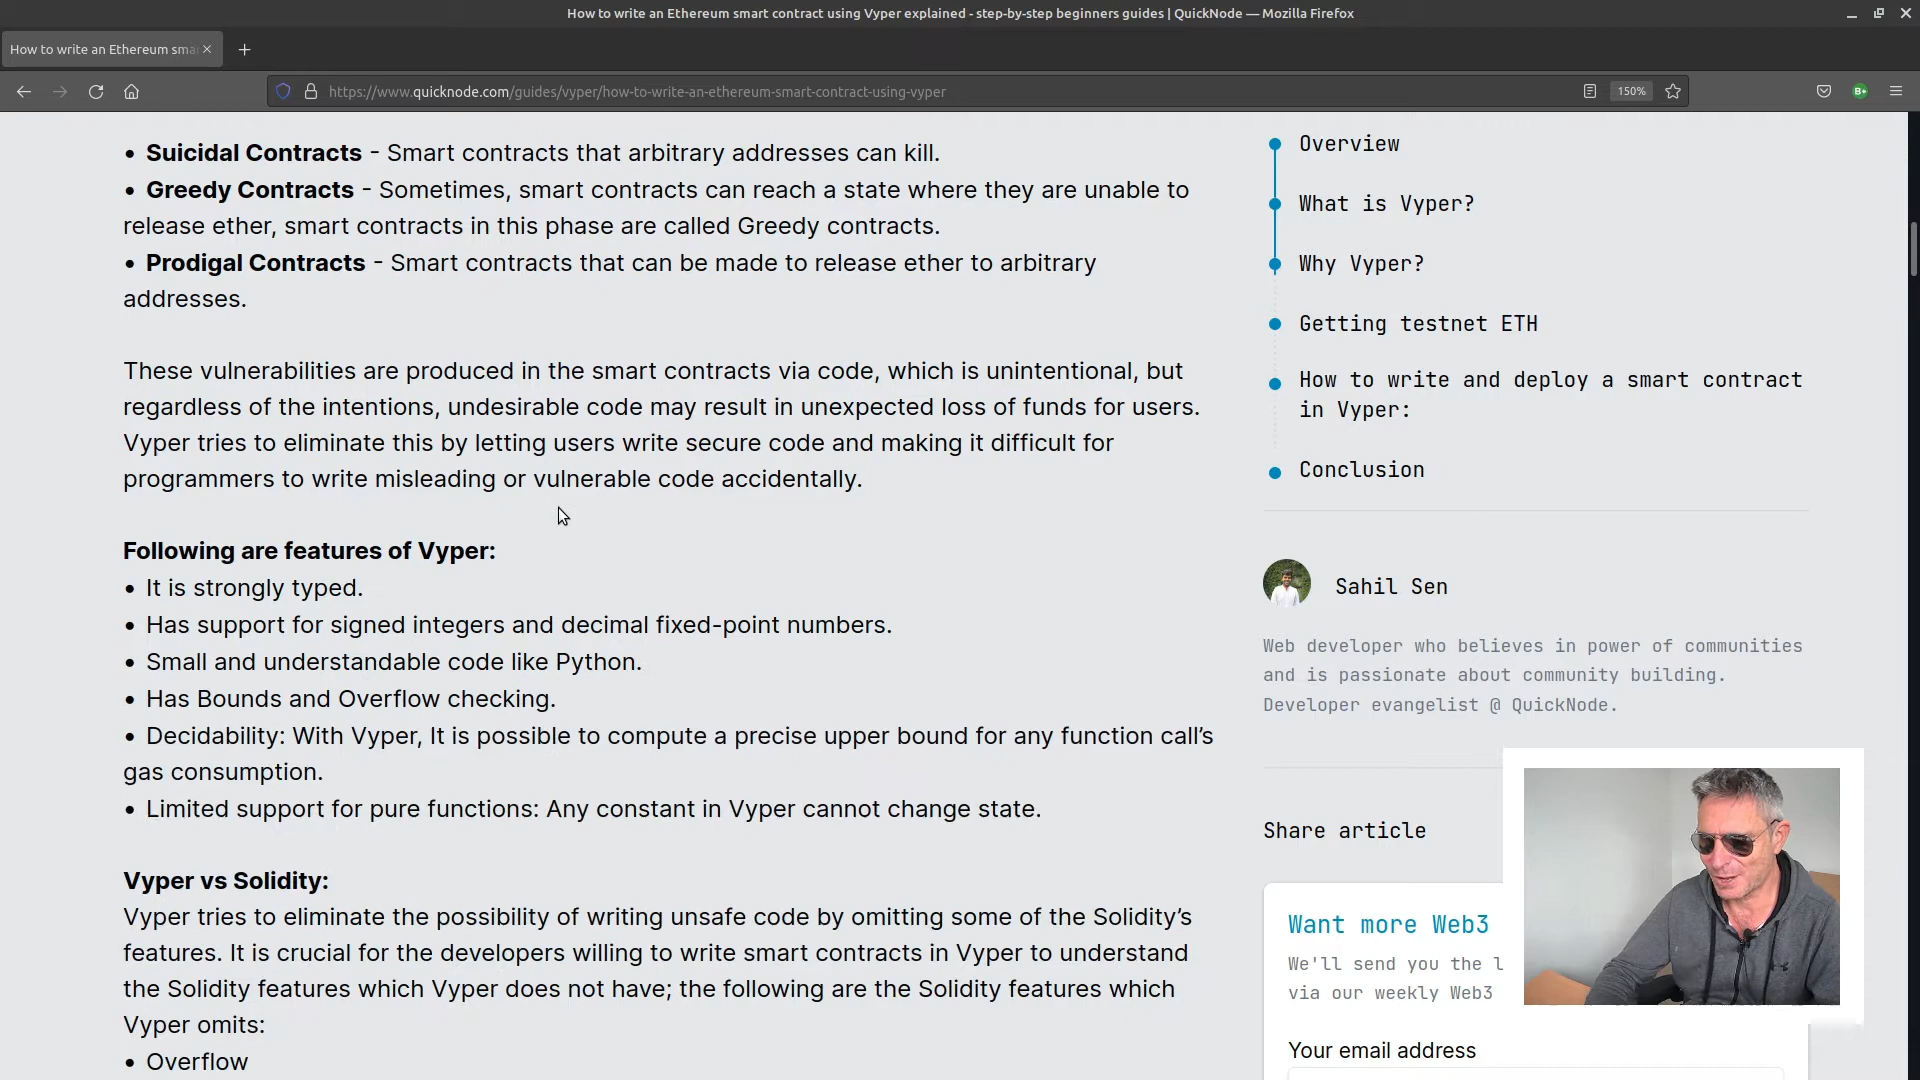 How to write an Ethereum smart contract using Vyper explained - step-by-step beginners guides | QuickNode — Mozilla Firefox
How to write an Ethereum sma
https://www.quicknode.com/guides/vyper/how-to-write-an-ethereum-smart-contract-using-vyper
150%
B+
• Suicidal Contracts - Smart contracts that arbitrary addresses can kill.
• Greedy Contracts - Sometimes, smart contracts can reach a state where they are unable to
release ether, smart contracts in this phase are called Greedy contracts.
• Prodigal Contracts - Smart contracts that can be made to release ether to arbitrary
addresses.
These vulnerabilities are produced in the smart contracts via code, which is unintentional, but
regardless of the intentions, undesirable code may result in unexpected loss of funds for users.
Vyper tries to eliminate this by letting users write secure code and making it difficult for
programmers to write misleading or vulnerable code accidentally.
Following are features of Vyper:
• It is strongly typed.
• Has support for signed integers and decimal fixed-point numbers.
• Small and understandable code like Python.
• Has Bounds and Overflow checking.
• Decidability: With Vyper, It is possible to compute a precise upper bound for any function call’s
gas consumption.
• Limited support for pure functions: Any constant in Vyper cannot change state.
Vyper vs Solidity:
Vyper tries to eliminate the possibility of writing unsafe code by omitting some of the Solidity’s
features. It is crucial for the developers willing to write smart contracts in Vyper to understand
the Solidity features which Vyper does not have; the following are the Solidity features which
Vyper omits:
• Overflow
Overview
What is Vyper?
Why Vyper?
Getting testnet ETH
How to write and deploy a smart contract
in Vyper:
Conclusion
Sahil Sen
Web developer who believes in power of communities
and is passionate about community building.
Developer evangelist @ QuickNode.
Share article
Want more Web3
We'll send you the l
via our weekly Web3
Your email address